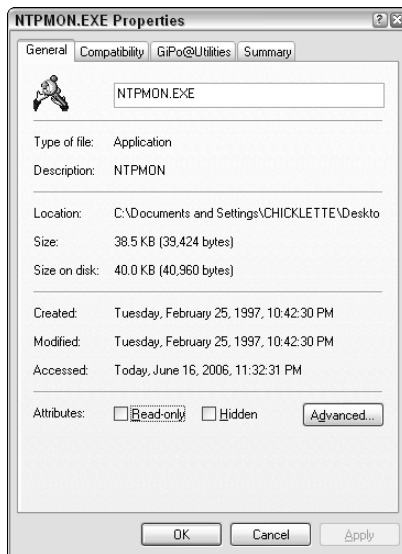 NTPMON.EXE Properties
General Compatibility GiPo@Utilities Summary
NTPMON.EXE
Type of file: Application
Description: NTPMON
Location: C:\Documents and Settings\CHICKLETTE\Deskto
Size: 38.5 KB (39,424 bytes)
Size on disk: 40.0 KB (40,960 bytes)
Created: Tuesday, February 25, 1997, 10:42:30 PM
Modified: Tuesday, February 25, 1997, 10:42:30 PM
Accessed: Today, June 16, 2006, 11:32:31 PM
Attributes: Read-only Hidden Advanced...
OK Cancel Apply